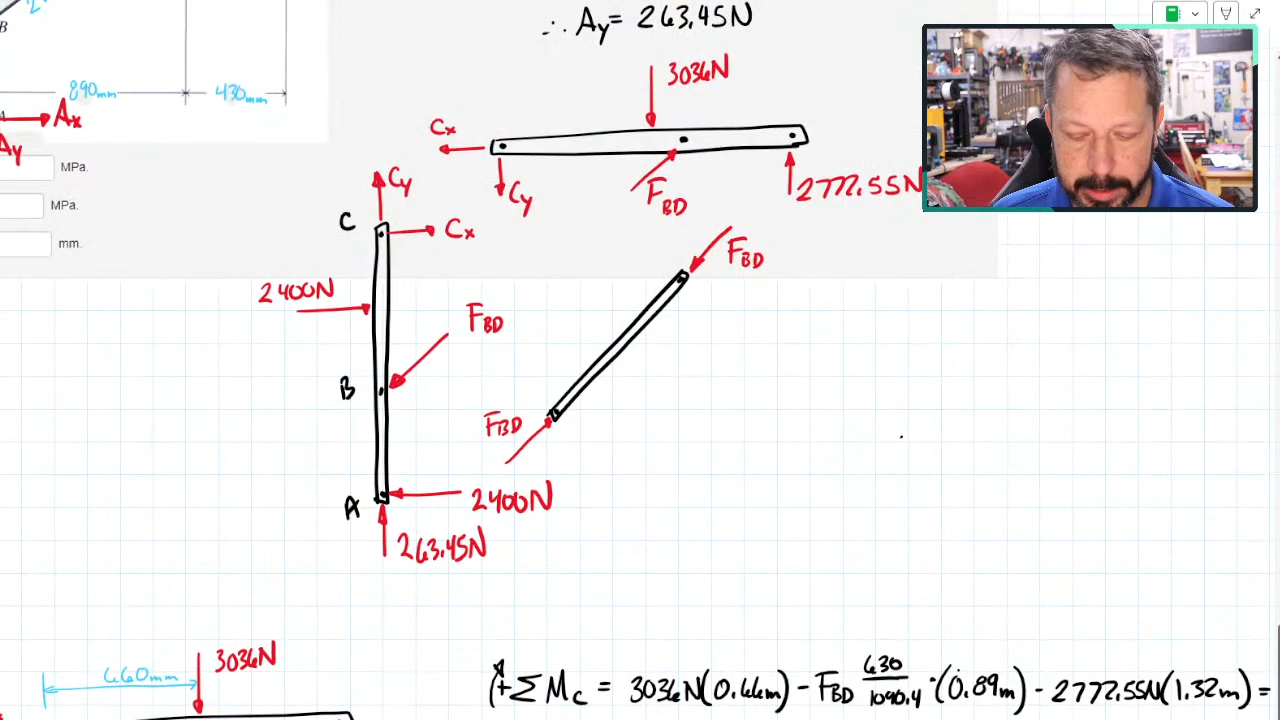 ∴ Ay= 263.45N
B
890mm
430mm
Ax
Ay
MPa.
MPa.
mm.
3036N
Cx
Cy
FBD
2777.55N
Cy
C
Cx
2400N
FBD
B
FBD
FBD
A
2400N
263.45N
3036N
660mm
+ ΣMc = 3036N(0.66m) - FBD 630/1090.4 · (0.89m) - 2777.55N(1.32m) =